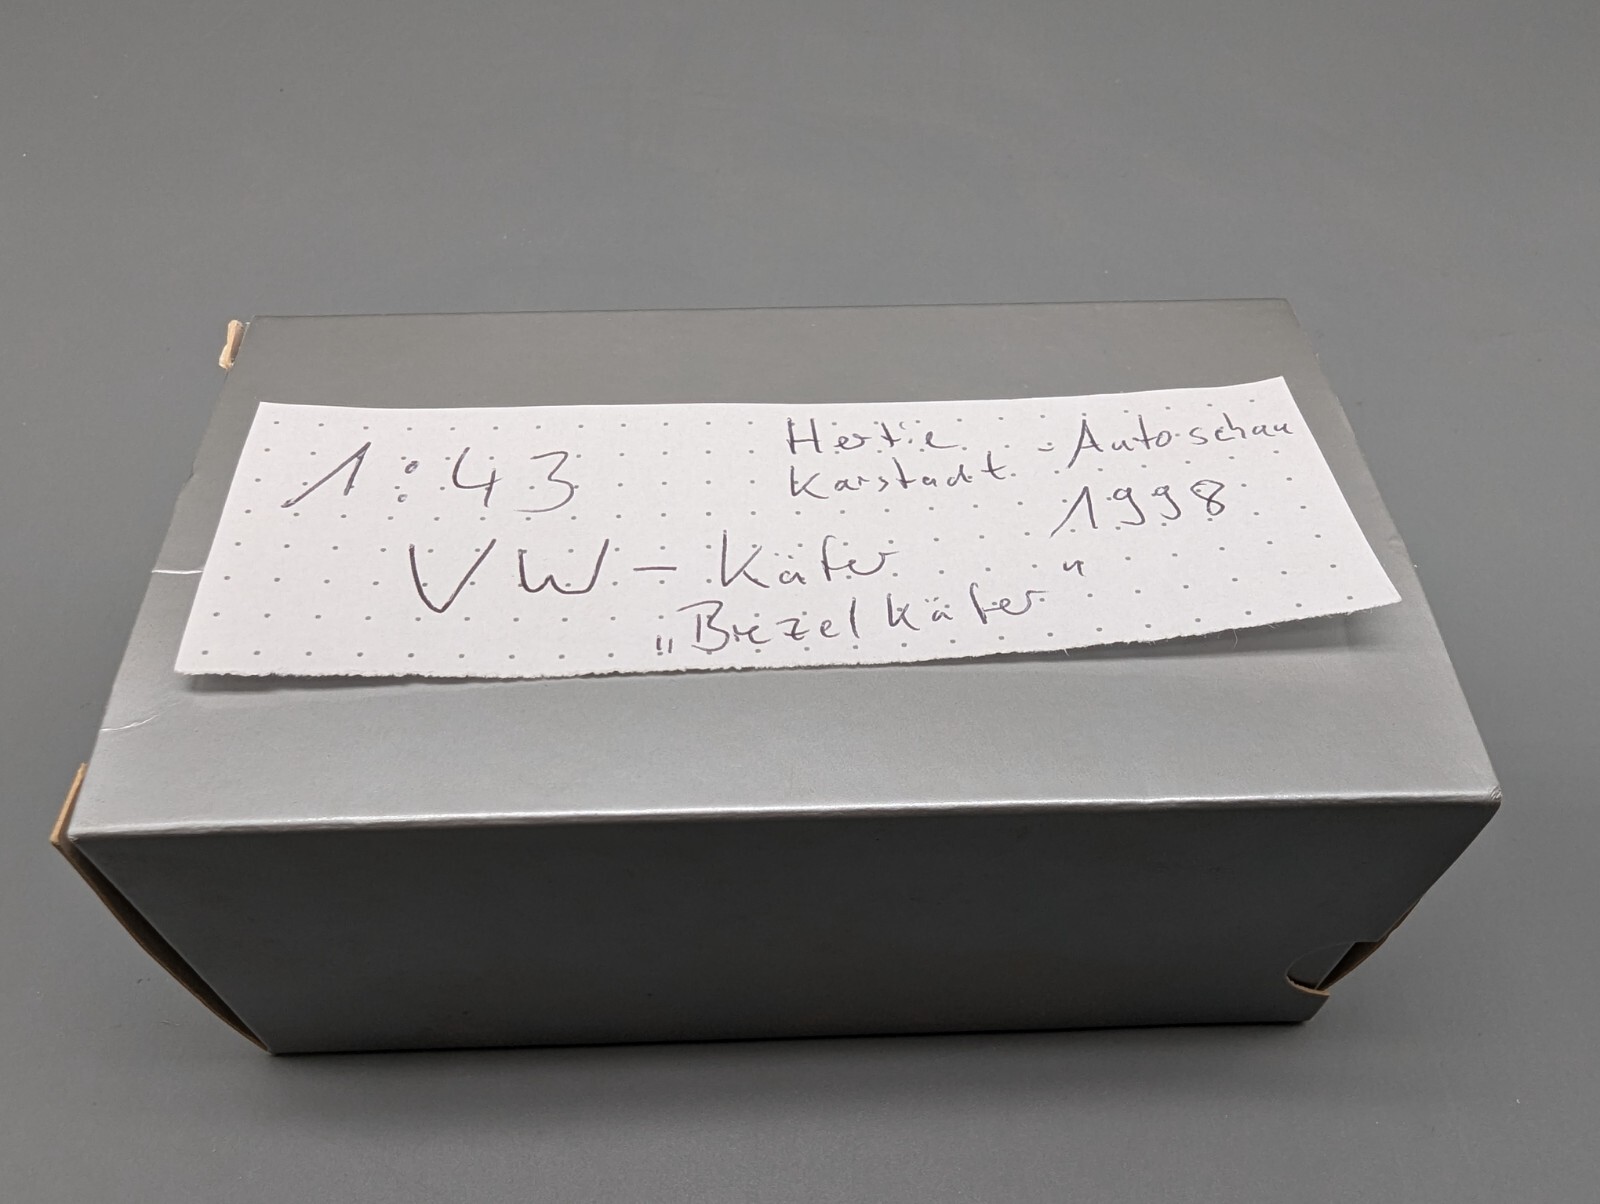 1:43
Hertie
Karstadt - Autoschau
1998
VW - Käfer
„Brezelkäfer"